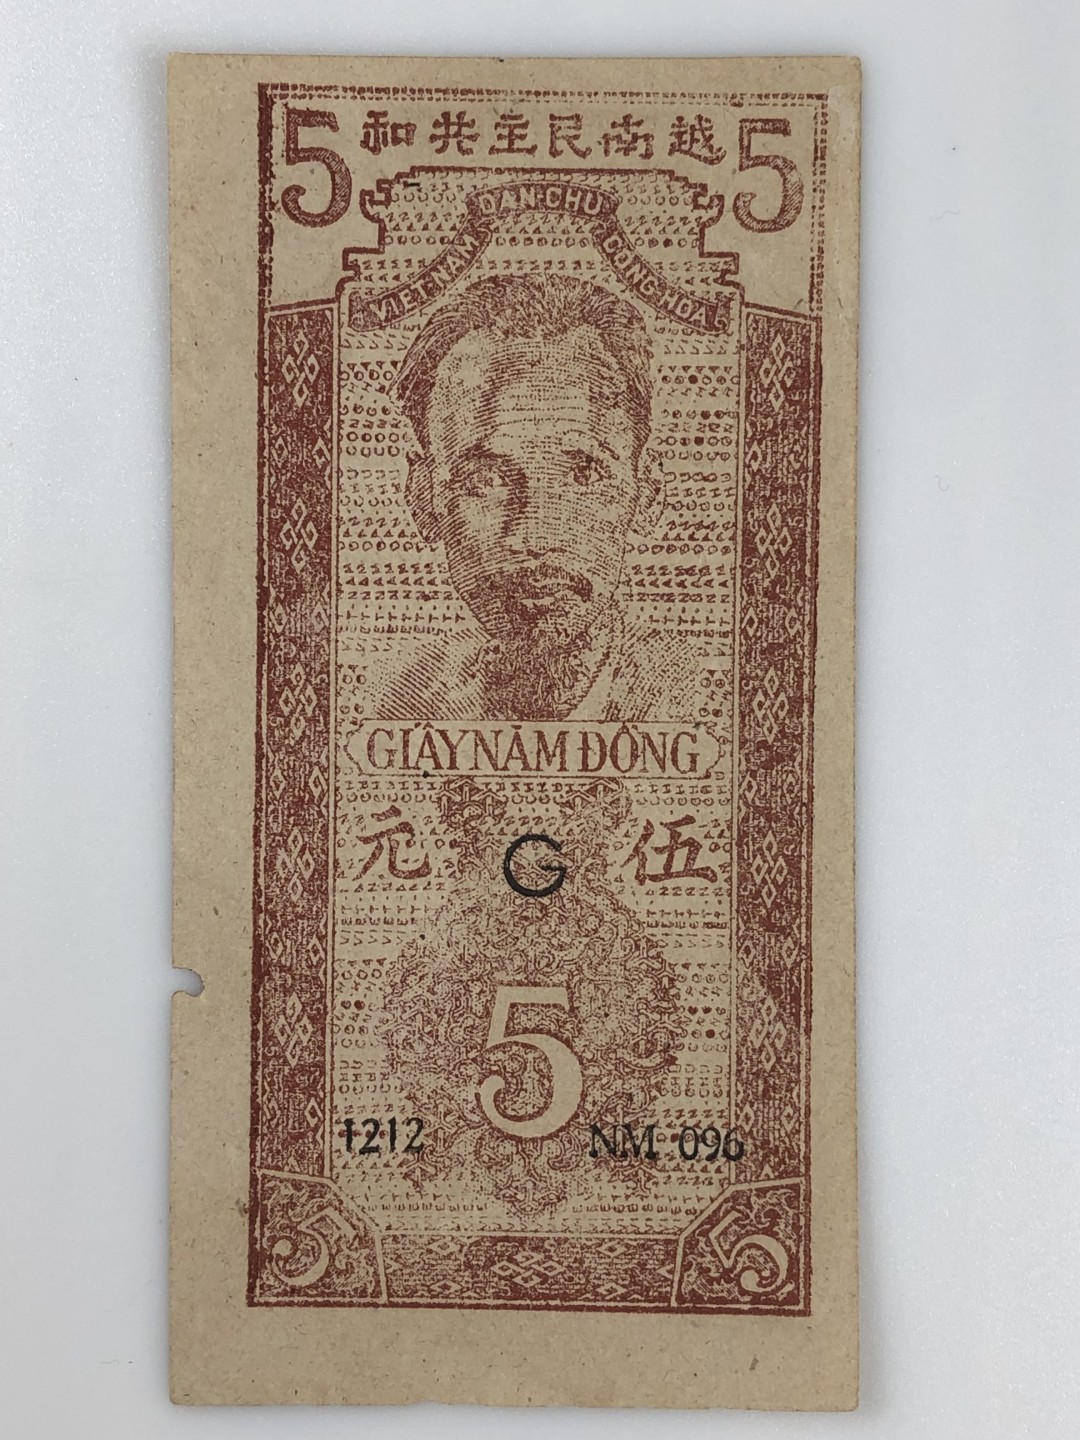 5 和共主民南越 5
VIỆT-NAM DÂN-CHỦ CỘNG-HÒA
GIẤY NĂM ĐỒNG
元 G 伍
5
1212 NM 096
5 5